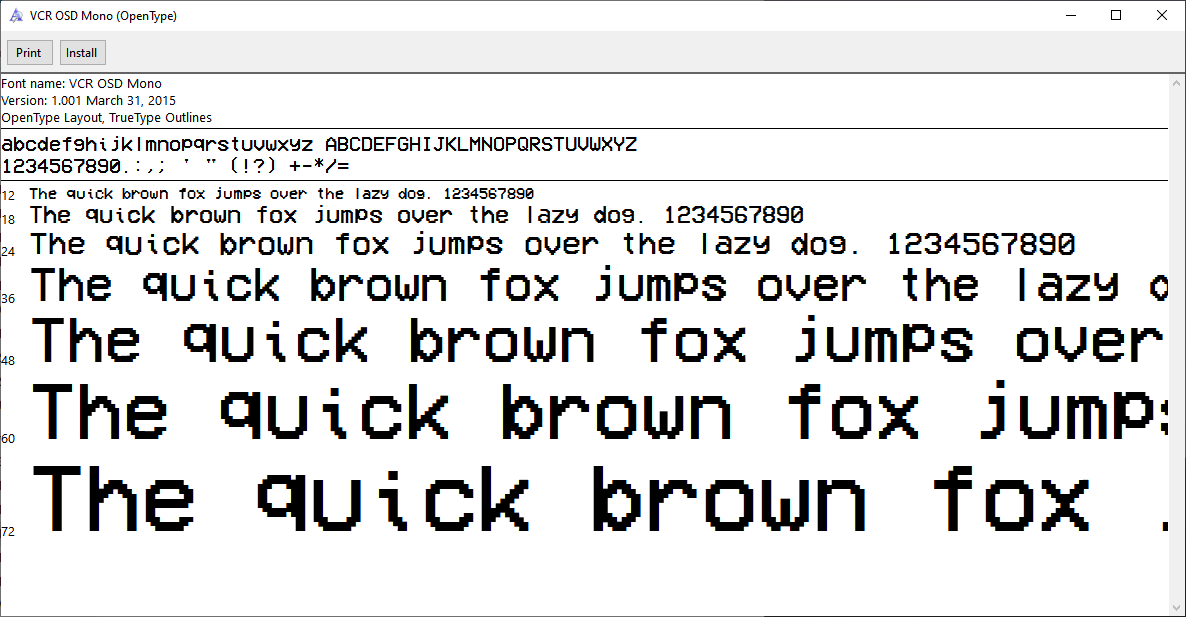 VCR OSD Mono (OpenType)
Print Install
Font name: VCR OSD Mono
Version: 1.001 March 31, 2015
OpenType Layout, TrueType Outlines
abcdefghijklmnopqrstuvwxyz ABCDEFGHIJKLMNOPQRSTUVWXYZ
1234567890.:,; ' " (!?) +-*/=
12 The quick brown fox jumps over the lazy dog. 1234567890
18 The quick brown fox jumps over the lazy dog. 1234567890
24 The quick brown fox jumps over the lazy dog. 1234567890
36 The quick brown fox jumps over the lazy
48 The quick brown fox jumps over
60 The quick brown fox jump
72 The quick brown fox